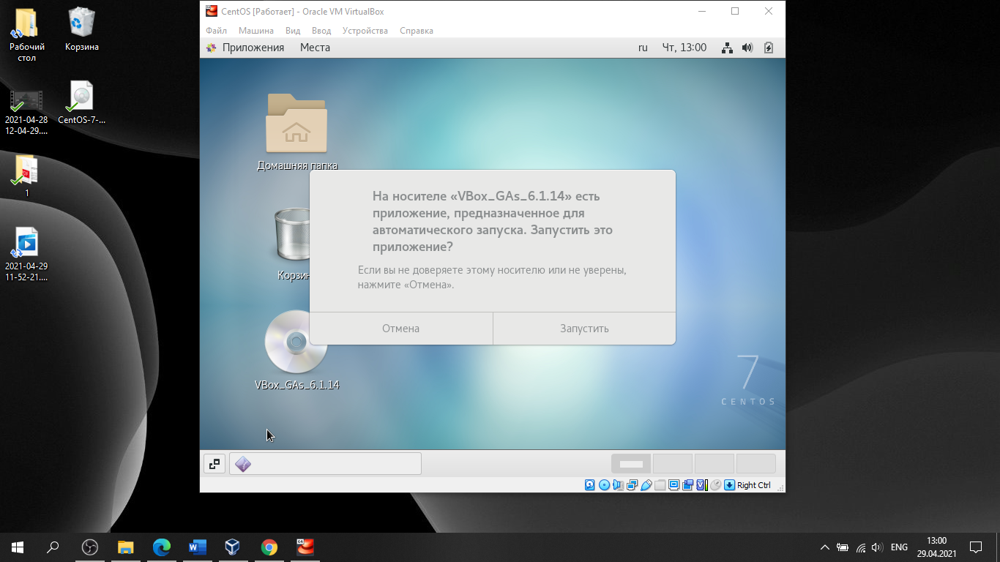 CentOS [Работает] - Oracle VM VirtualBox
Файл Машина Вид Ввод Устройства Справка
Приложения Места ru Чт, 13:00
Рабочий
стол
Корзина
2021-04-28
12-04-29....
CentOS-7-...
1
2021-04-29
11-52-21....
Домашняя папка
Корзин
VBox_GAs_6.1.14
На носителе «VBox_GAs_6.1.14» есть
приложение, предназначенное для
автоматического запуска. Запустить это
приложение?
Если вы не доверяете этому носителю или не уверены,
нажмите «Отмена».
Отмена Запустить
7
CENTOS
Right Ctrl
64
ENG
13:00
29.04.2021